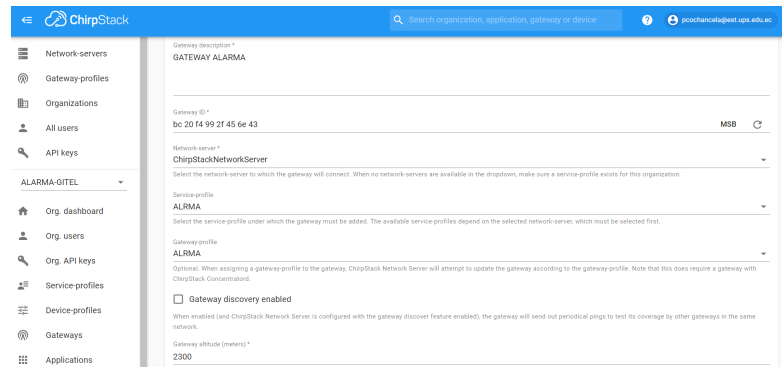 ChirpStack
Search organization, application, gateway or device
?
pcochancela@est.ups.edu.ec
Network-servers
Gateway-profiles
Organizations
All users
API keys
ALARMA-GITEL
Org. dashboard
Org. users
Org. API keys
Service-profiles
Device-profiles
Gateways
Applications
Gateway description *
GATEWAY ALARMA
Gateway ID *
bc 20 f4 99 2f 45 6e 43
MSB
Network-server *
ChirpStackNetworkServer
Select the network-server to which the gateway will connect. When no network-servers are available in the dropdown, make sure a service-profile exists for this organization.
Service-profile
ALRMA
Select the service-profile under which the gateway must be added. The available service-profiles depend on the selected network-server, which must be selected first.
Gateway-profile
ALRMA
Optional. When assigning a gateway-profile to the gateway, ChirpStack Network Server will attempt to update the gateway according to the gateway-profile. Note that this does require a gateway with
ChirpStack Concentratord.
Gateway discovery enabled
When enabled (and ChirpStack Network Server is configured with the gateway discover feature enabled), the gateway will send out periodical pings to test its coverage by other gateways in the same
network.
Gateway altitude (meters) *
2300